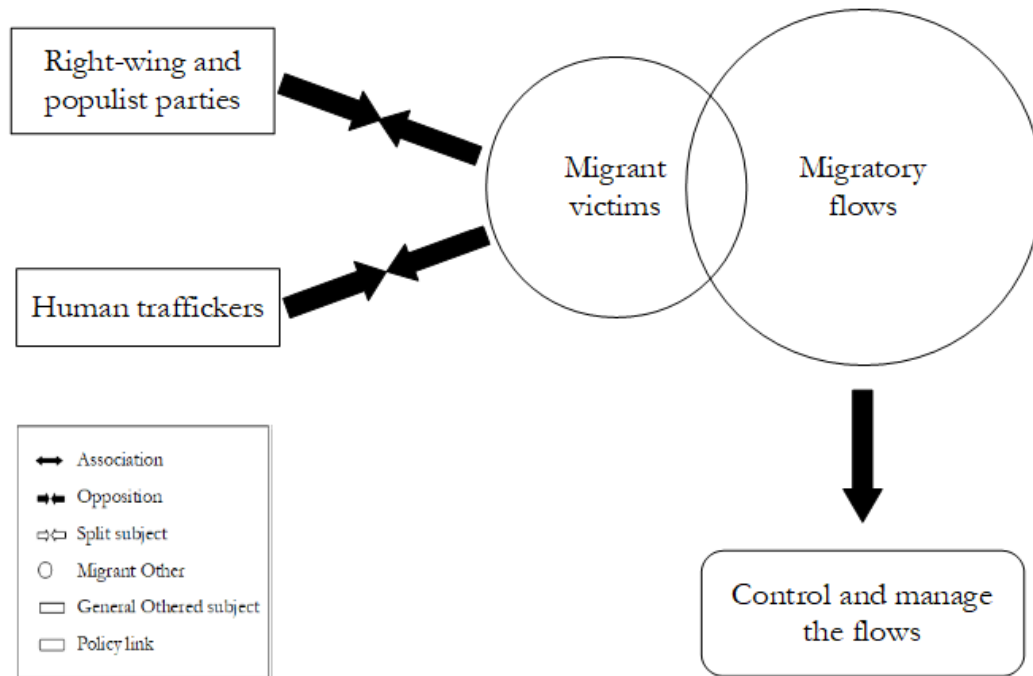 Right-wing and
populist parties
Migrant
victims
Migratory
flows
Human traffickers
Association
Opposition
Split subject
Migrant Other
General Othered subject
Policy link
Control and manage
the flows